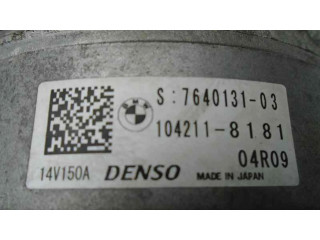 S:7640131-03
104211-8181
04R09
14V150A DENSO MADE IN JAPAN